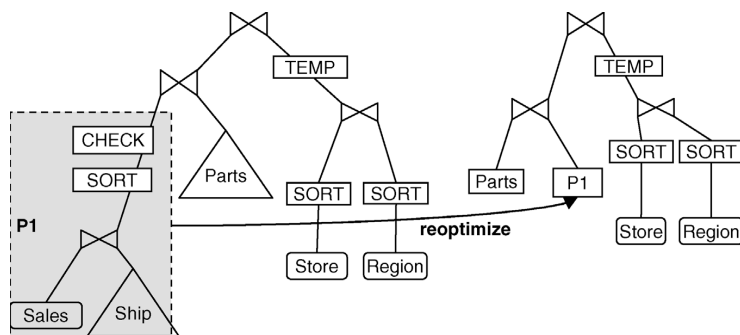 TEMP
TEMP
CHECK
SORT
Parts
SORT
SORT
Parts
P1
SORT
SORT
P1
reoptimize
Store
Region
Store
Region
Sales
Ship